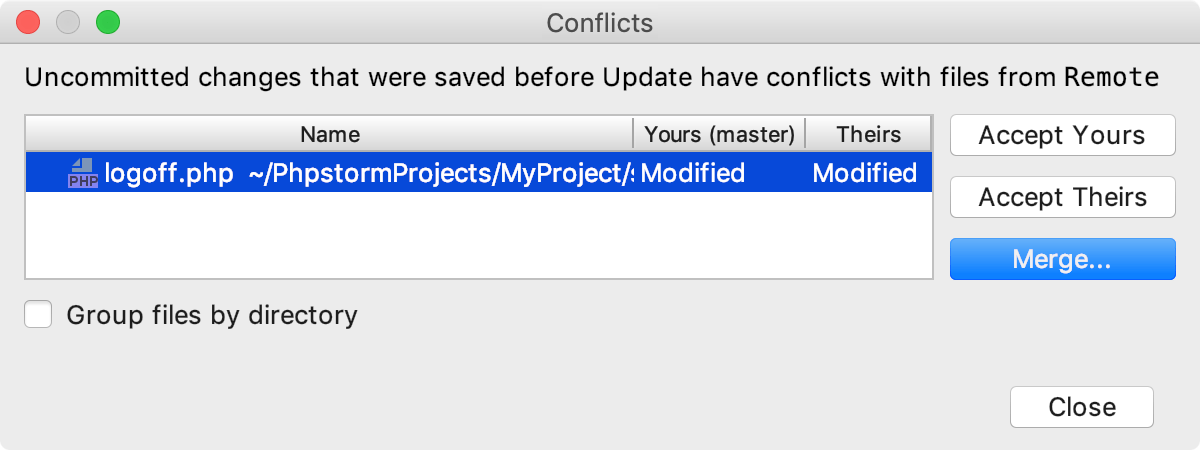 Conflicts
Uncommitted changes that were saved before Update have conflicts with files from Remote
Name Yours (master) Theirs
PHP logoff.php ~/PhpstormProjects/MyProject/ Modified Modified
Accept Yours
Accept Theirs
Merge...
Group files by directory
Close